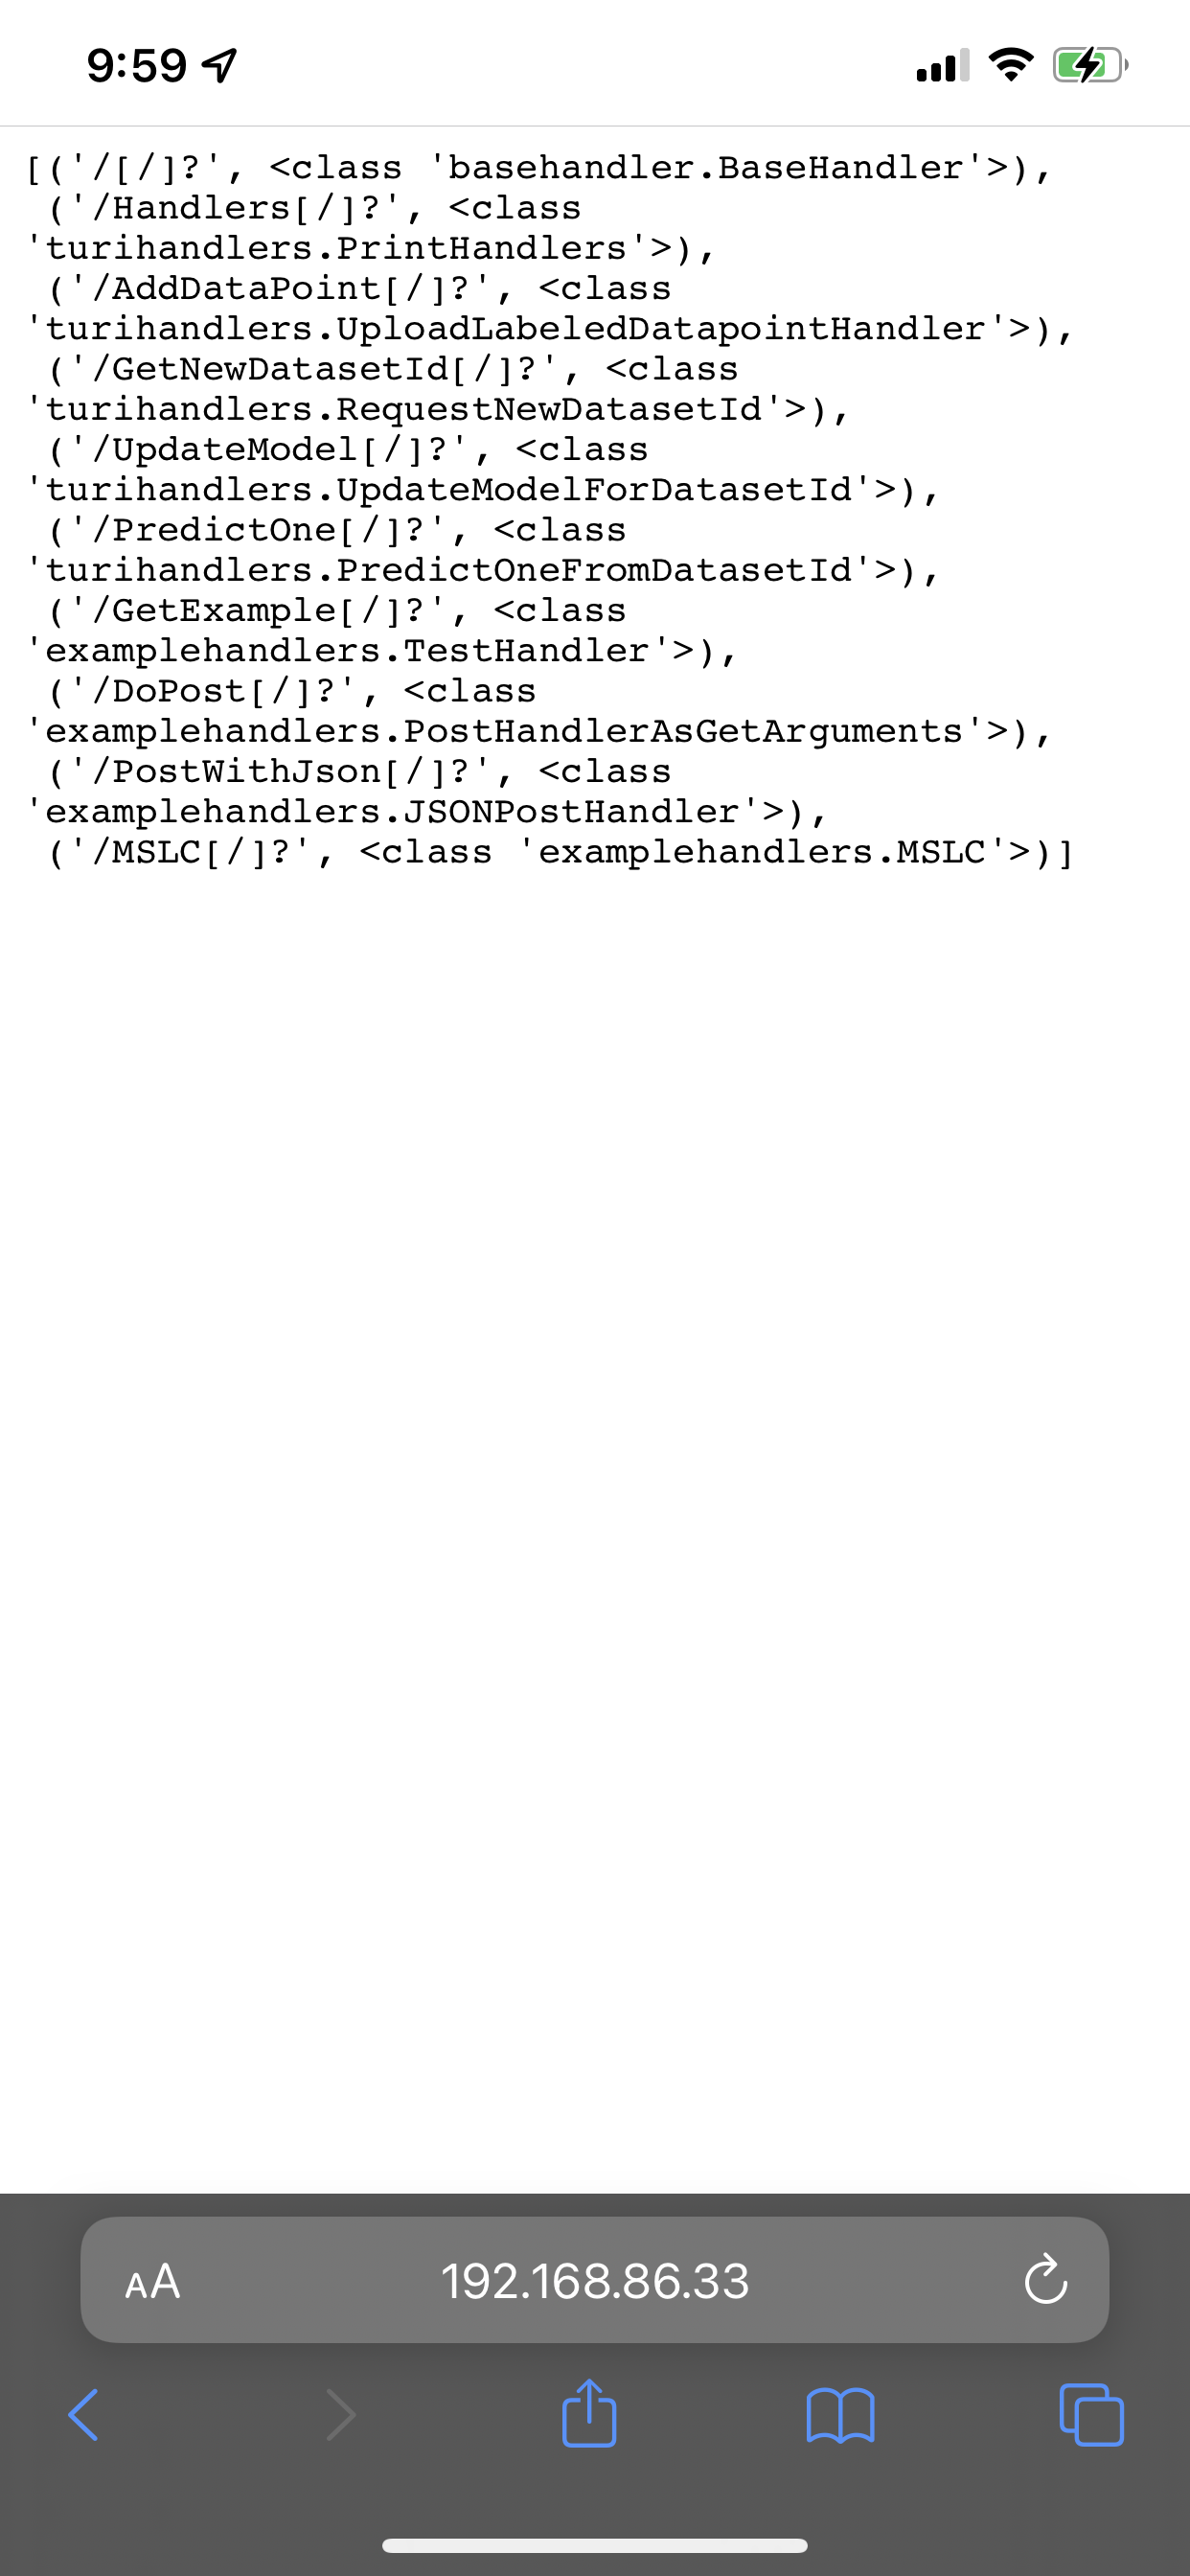 9:59
[('/[/]?', <class 'basehandler.BaseHandler'>),
 ('/Handlers[/]?', <class
'turihandlers.PrintHandlers'>),
 ('/AddDataPoint[/]?', <class
'turihandlers.UploadLabeledDatapointHandler'>),
 ('/GetNewDatasetId[/]?', <class
'turihandlers.RequestNewDatasetId'>),
 ('/UpdateModel[/]?', <class
'turihandlers.UpdateModelForDatasetId'>),
 ('/PredictOne[/]?', <class
'turihandlers.PredictOneFromDatasetId'>),
 ('/GetExample[/]?', <class
'examplehandlers.TestHandler'>),
 ('/DoPost[/]?', <class
'examplehandlers.PostHandlerAsGetArguments'>),
 ('/PostWithJson[/]?', <class
'examplehandlers.JSONPostHandler'>),
 ('/MSLC[/]?', <class 'examplehandlers.MSLC'>)]
AA 192.168.86.33